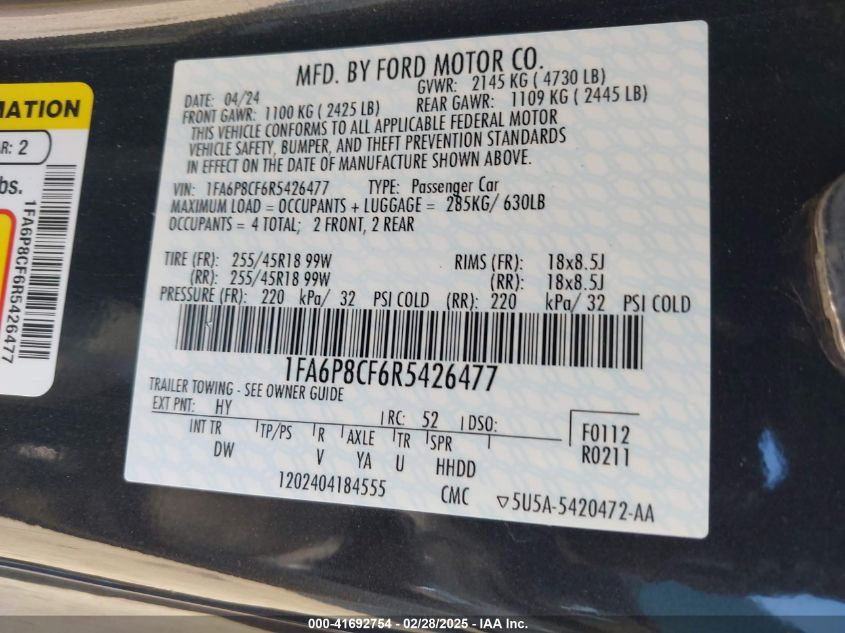 MATION
AR: 2
bs.
1FA6P8CF6R5426477
MFD. BY FORD MOTOR CO.
DATE: 04/24 GVWR: 2145 KG ( 4730 LB)
FRONT GAWR: 1100 KG ( 2425 LB) REAR GAWR: 1109 KG ( 2445 LB)
THIS VEHICLE CONFORMS TO ALL APPLICABLE FEDERAL MOTOR
VEHICLE SAFETY, BUMPER, AND THEFT PREVENTION STANDARDS
IN EFFECT ON THE DATE OF MANUFACTURE SHOWN ABOVE.
VIN: 1FA6P8CF6R5426477 TYPE: Passenger Car
MAXIMUM LOAD = OCCUPANTS + LUGGAGE = 285KG/ 630LB
OCCUPANTS = 4 TOTAL; 2 FRONT, 2 REAR
TIRE (FR): 255/45R18 99W RIMS (FR): 18x8.5J
(RR): 255/45R18 99W (RR): 18x8.5J
PRESSURE (FR): 220 kPa/ 32 PSI COLD (RR): 220 kPa/ 32 PSI COLD
1FA6P8CF6R5426477
TRAILER TOWING - SEE OWNER GUIDE
EXT PNT: HY RC: 52 DSO:
INT TR TP/PS R AXLE TR SPR
DW V YA U HHDD
F0112
R0211
1202404184555 CMC ▽5U5A-5420472-AA
000-41692754 - 02/28/2025 - IAA Inc.